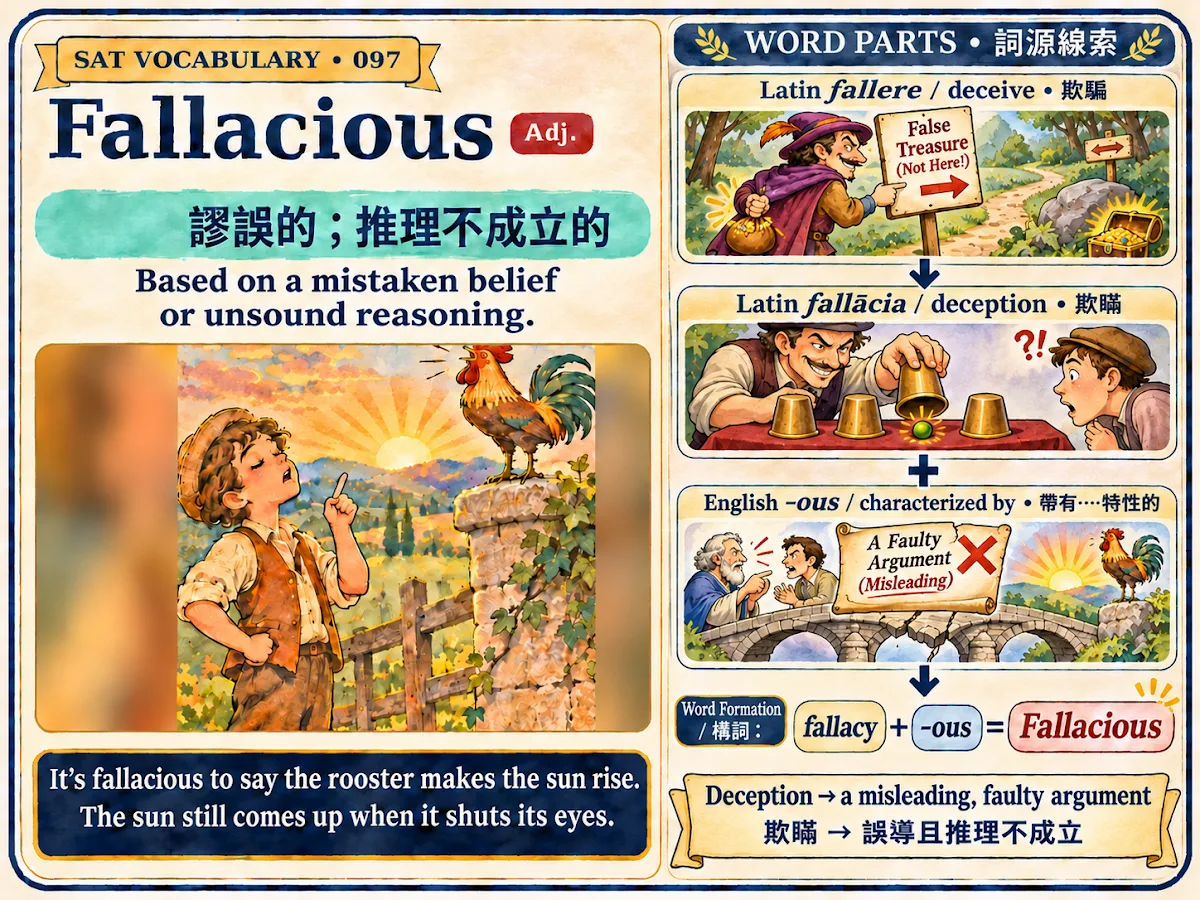 SAT VOCABULARY • 097
Fallacious
Adj.
謬誤的；推理不成立的
Based on a mistaken belief
or unsound reasoning.
It’s fallacious to say the rooster makes the sun rise.
The sun still comes up when it shuts its eyes.
WORD PARTS • 詞源線索
Latin fallere / deceive • 欺騙
False
Treasure
(Not Here!)
Latin fallācia / deception • 欺瞞
?!
English -ous / characterized by • 帶有····特性的
A Faulty
Argument
(Misleading)
Word Formation
/ 構詞：
fallacy + -ous = Fallacious
Deception → a misleading, faulty argument
欺瞞 → 誤導且推理不成立